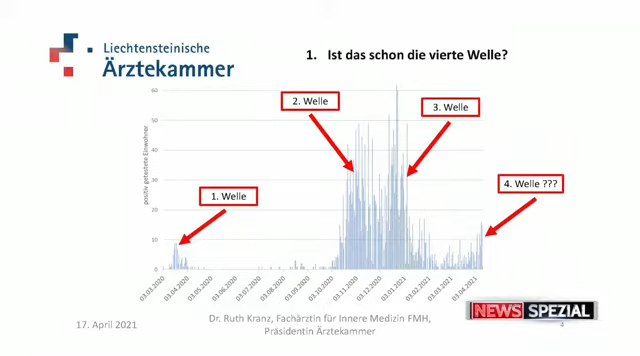 Liechtensteinische
Ärztekammer
1. Ist das schon die vierte Welle?
positiv getestete Einwohner
60
50
40
30
20
10
0
1. Welle
2. Welle
3. Welle
4. Welle ???
03.03.2020
03.04.2020
03.05.2020
03.06.2020
03.07.2020
03.08.2020
03.09.2020
03.10.2020
03.11.2020
03.12.2020
03.01.2021
03.02.2021
03.03.2021
03.04.2021
NEWS SPEZIAL
17. April 2021
Dr. Ruth Kranz, Fachärztin für Innere Medizin FMH,
Präsidentin Ärztekammer
4